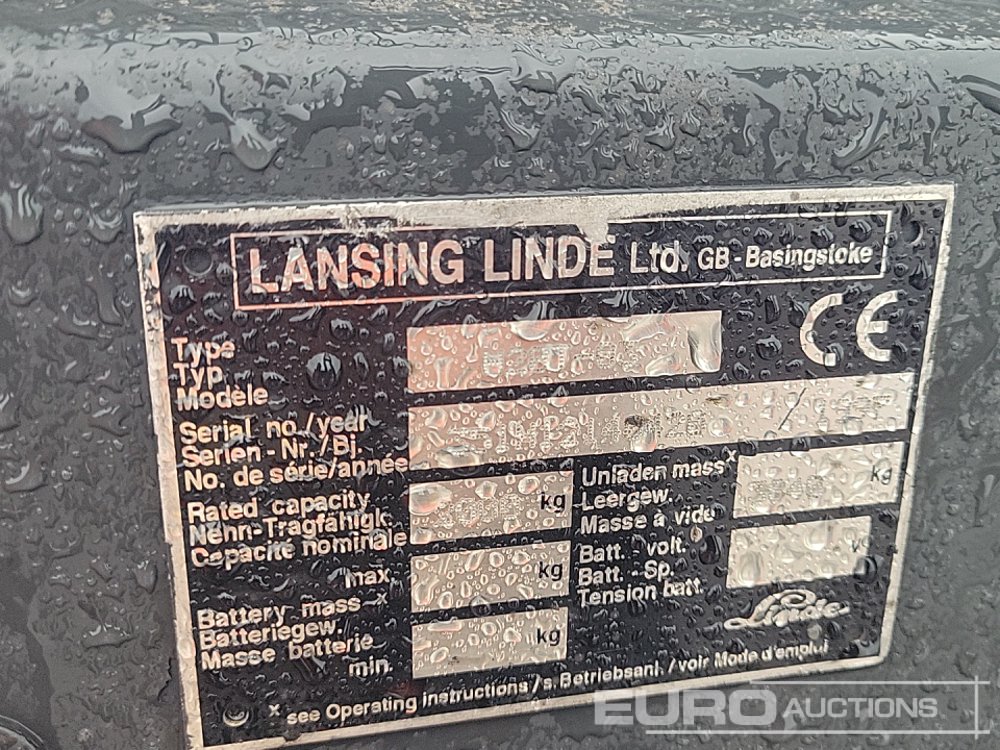 LANSING LINDE Ltd. GB - Basingstoke
CE
Type
Typ
Modèle
Serial no./year
Serien - Nr./Bj.
No. de série/année
Rated capacity
Nenn-Tragfähigk.
Capacite nominale
kg
Unladen mass x
Leergew.
Masse à vide
kg
max.
kg
Battery mass x
Batteriegew.
Masse batterie
min.
kg
Batt. - volt.
Batt. - Sp.
Tension batt.
Linde
x see Operating instructions/s. Betriebsanl./voir Mode d'emploi
EURO AUCTIONS